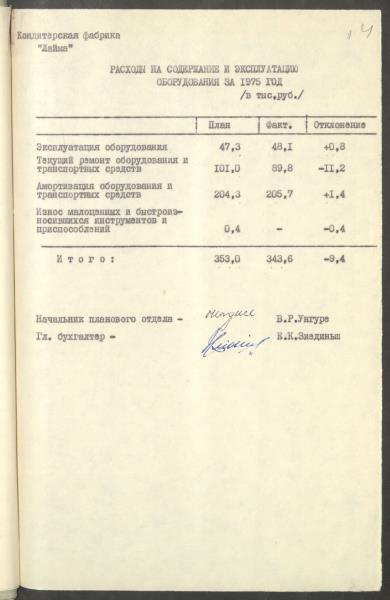 14
Кондитерская фабрика
"Лайма"
РАСХОДЫ НА СОДЕРЖАНИЕ И ЭКСПЛУАТАЦИЮ
ОБОРУДОВАНИЯ ЗА 1975 ГОД
/в тыс.руб./
План Факт. Отклонение
Эксплуатация оборудования 47,3 48,1 +0,8
Текущий ремонт оборудования и
транспортных средств 101,0 89,8 -11,2
Амортизация оборудования и
транспортных средств 204,3 205,7 +1,4
Износ малоценных и быстроиз-
носившихся инструментов и
приспособлений 0,4 - -0,4
Итого: 353,0 343,6 -9,4
Начальник планового отдела - В.Р.Унгуре
Гл. бухгалтер - Е.К.Зиединьш